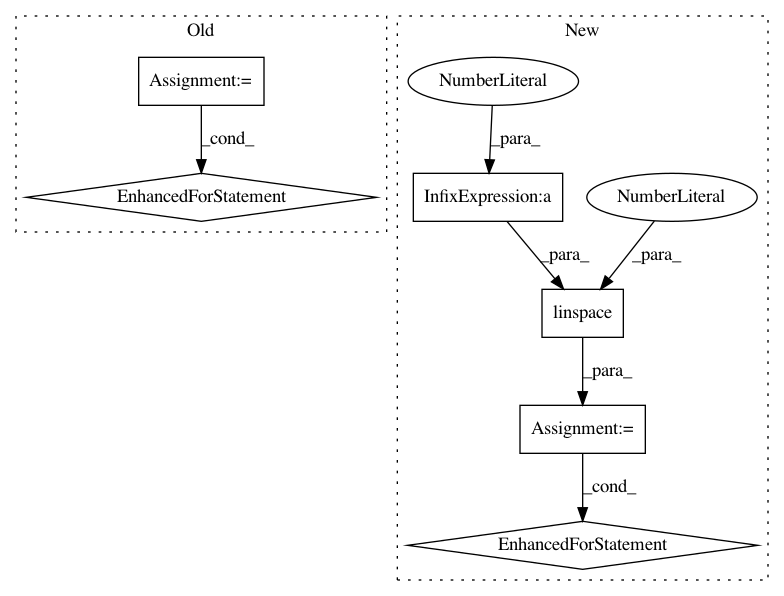 Old
New
Assignment:=
NumberLiteral
_cond_
_para_
EnhancedForStatement
InfixExpression:a
NumberLiteral
_para_
_para_
linspace
_para_
Assignment:=
_cond_
EnhancedForStatement